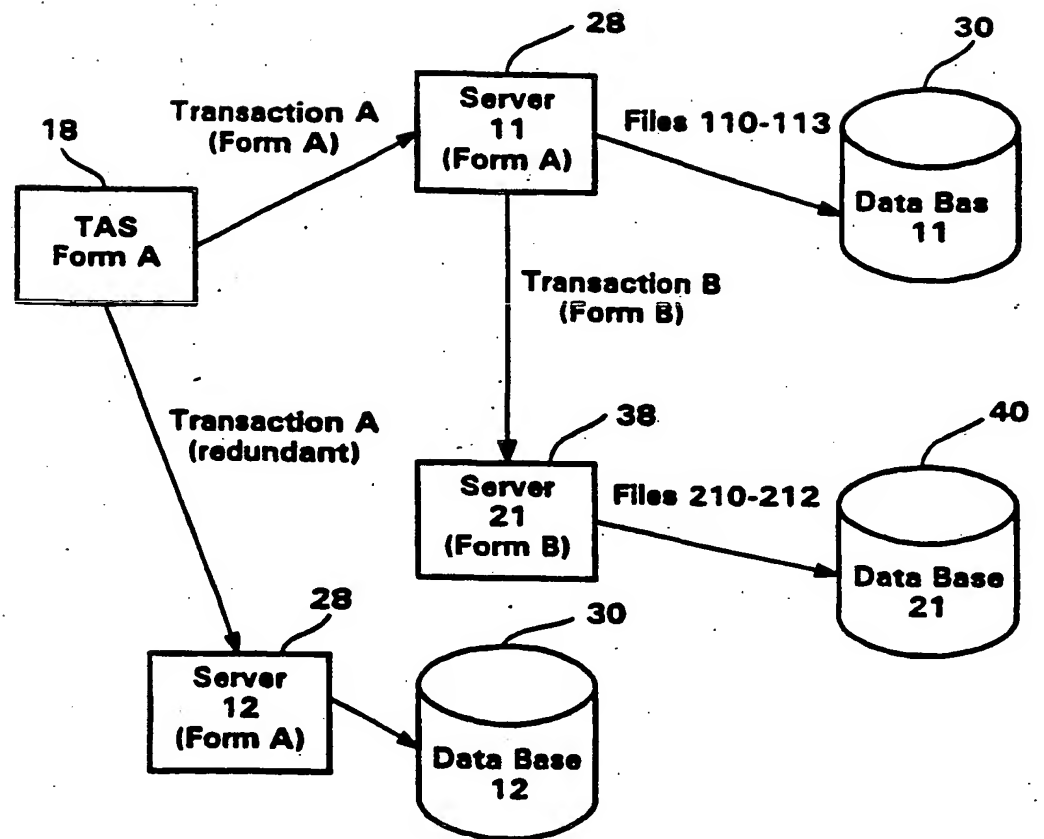 28
30
18
Transaction A
(Form A)
Server
11
(Form A)
Files 110-113
Data Bas
11
TAS
Form A
Transaction B
(Form B)
Transaction A
(redundant)
38
40
Server
21
(Form B)
Files 210-212
Data Base
21
28
30
Server
12
(Form A)
Data Base
12